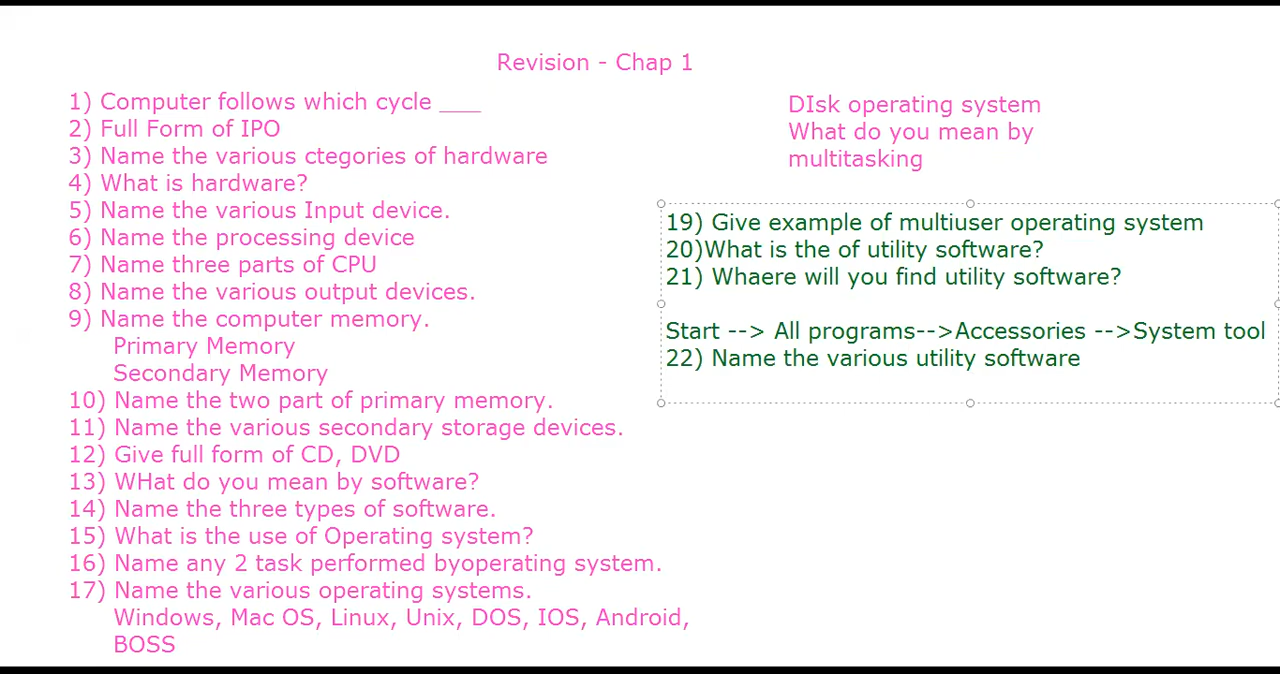 Revision - Chap 1
1) Computer follows which cycle ___
2) Full Form of IPO
3) Name the various ctegories of hardware
4) What is hardware?
5) Name the various Input device.
6) Name the processing device
7) Name three parts of CPU
8) Name the various output devices.
9) Name the computer memory.
Primary Memory
Secondary Memory
10) Name the two part of primary memory.
11) Name the various secondary storage devices.
12) Give full form of CD, DVD
13) WHat do you mean by software?
14) Name the three types of software.
15) What is the use of Operating system?
16) Name any 2 task performed byoperating system.
17) Name the various operating systems.
Windows, Mac OS, Linux, Unix, DOS, IOS, Android,
BOSS
DIsk operating system
What do you mean by
multitasking
19) Give example of multiuser operating system
20)What is the of utility software?
21) Whaere will you find utility software?
Start --> All programs-->Accessories -->System tool
22) Name the various utility software